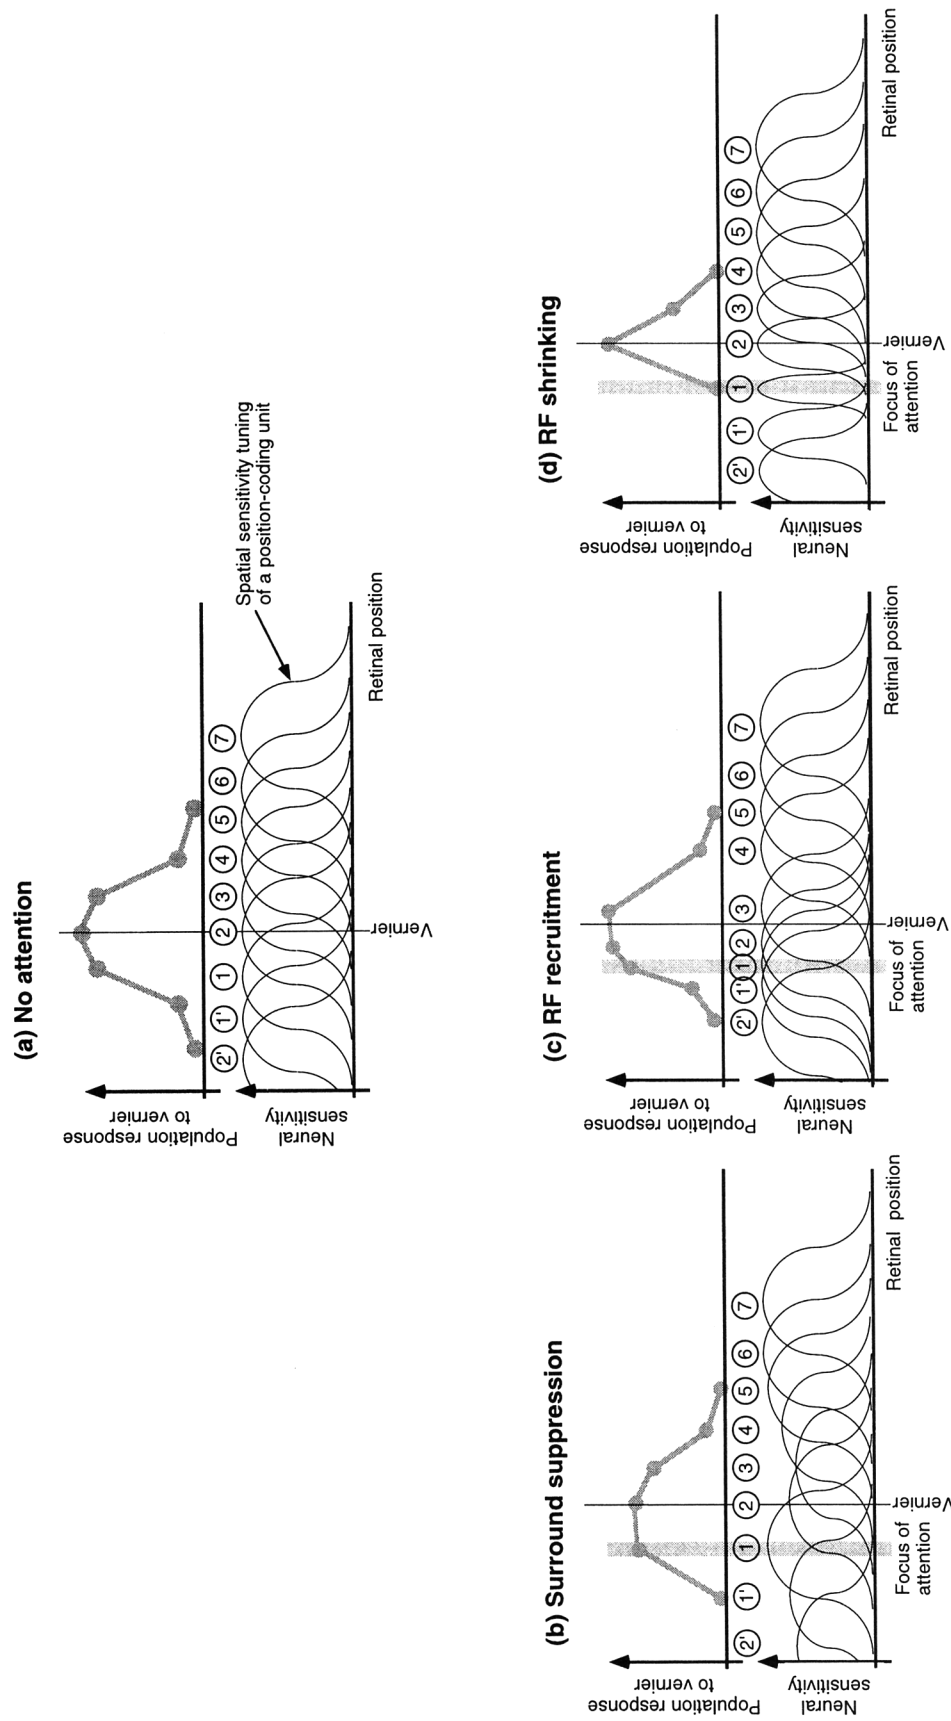 (a) No attention
Population response
to vernier
2' 1' 1 2 3 4 5 6 7
Neural
sensitivity
Spatial sensitivity tuning
of a position-coding unit
Retinal position
Vernier
(b) Surround suppression
Population response
to vernier
2' 1' 1 2 3 4 5 6 7
Neural
sensitivity
Retinal position
Focus of
attention
Vernier
(c) RF recruitment
Population response
to vernier
2' 1' 1 2 3 4 5 6 7
Neural
sensitivity
Retinal position
Focus of
attention
Vernier
(d) RF shrinking
Population response
to vernier
2' 1' 1 2 3 4 5 6 7
Neural
sensitivity
Retinal position
Focus of
attention
Vernier